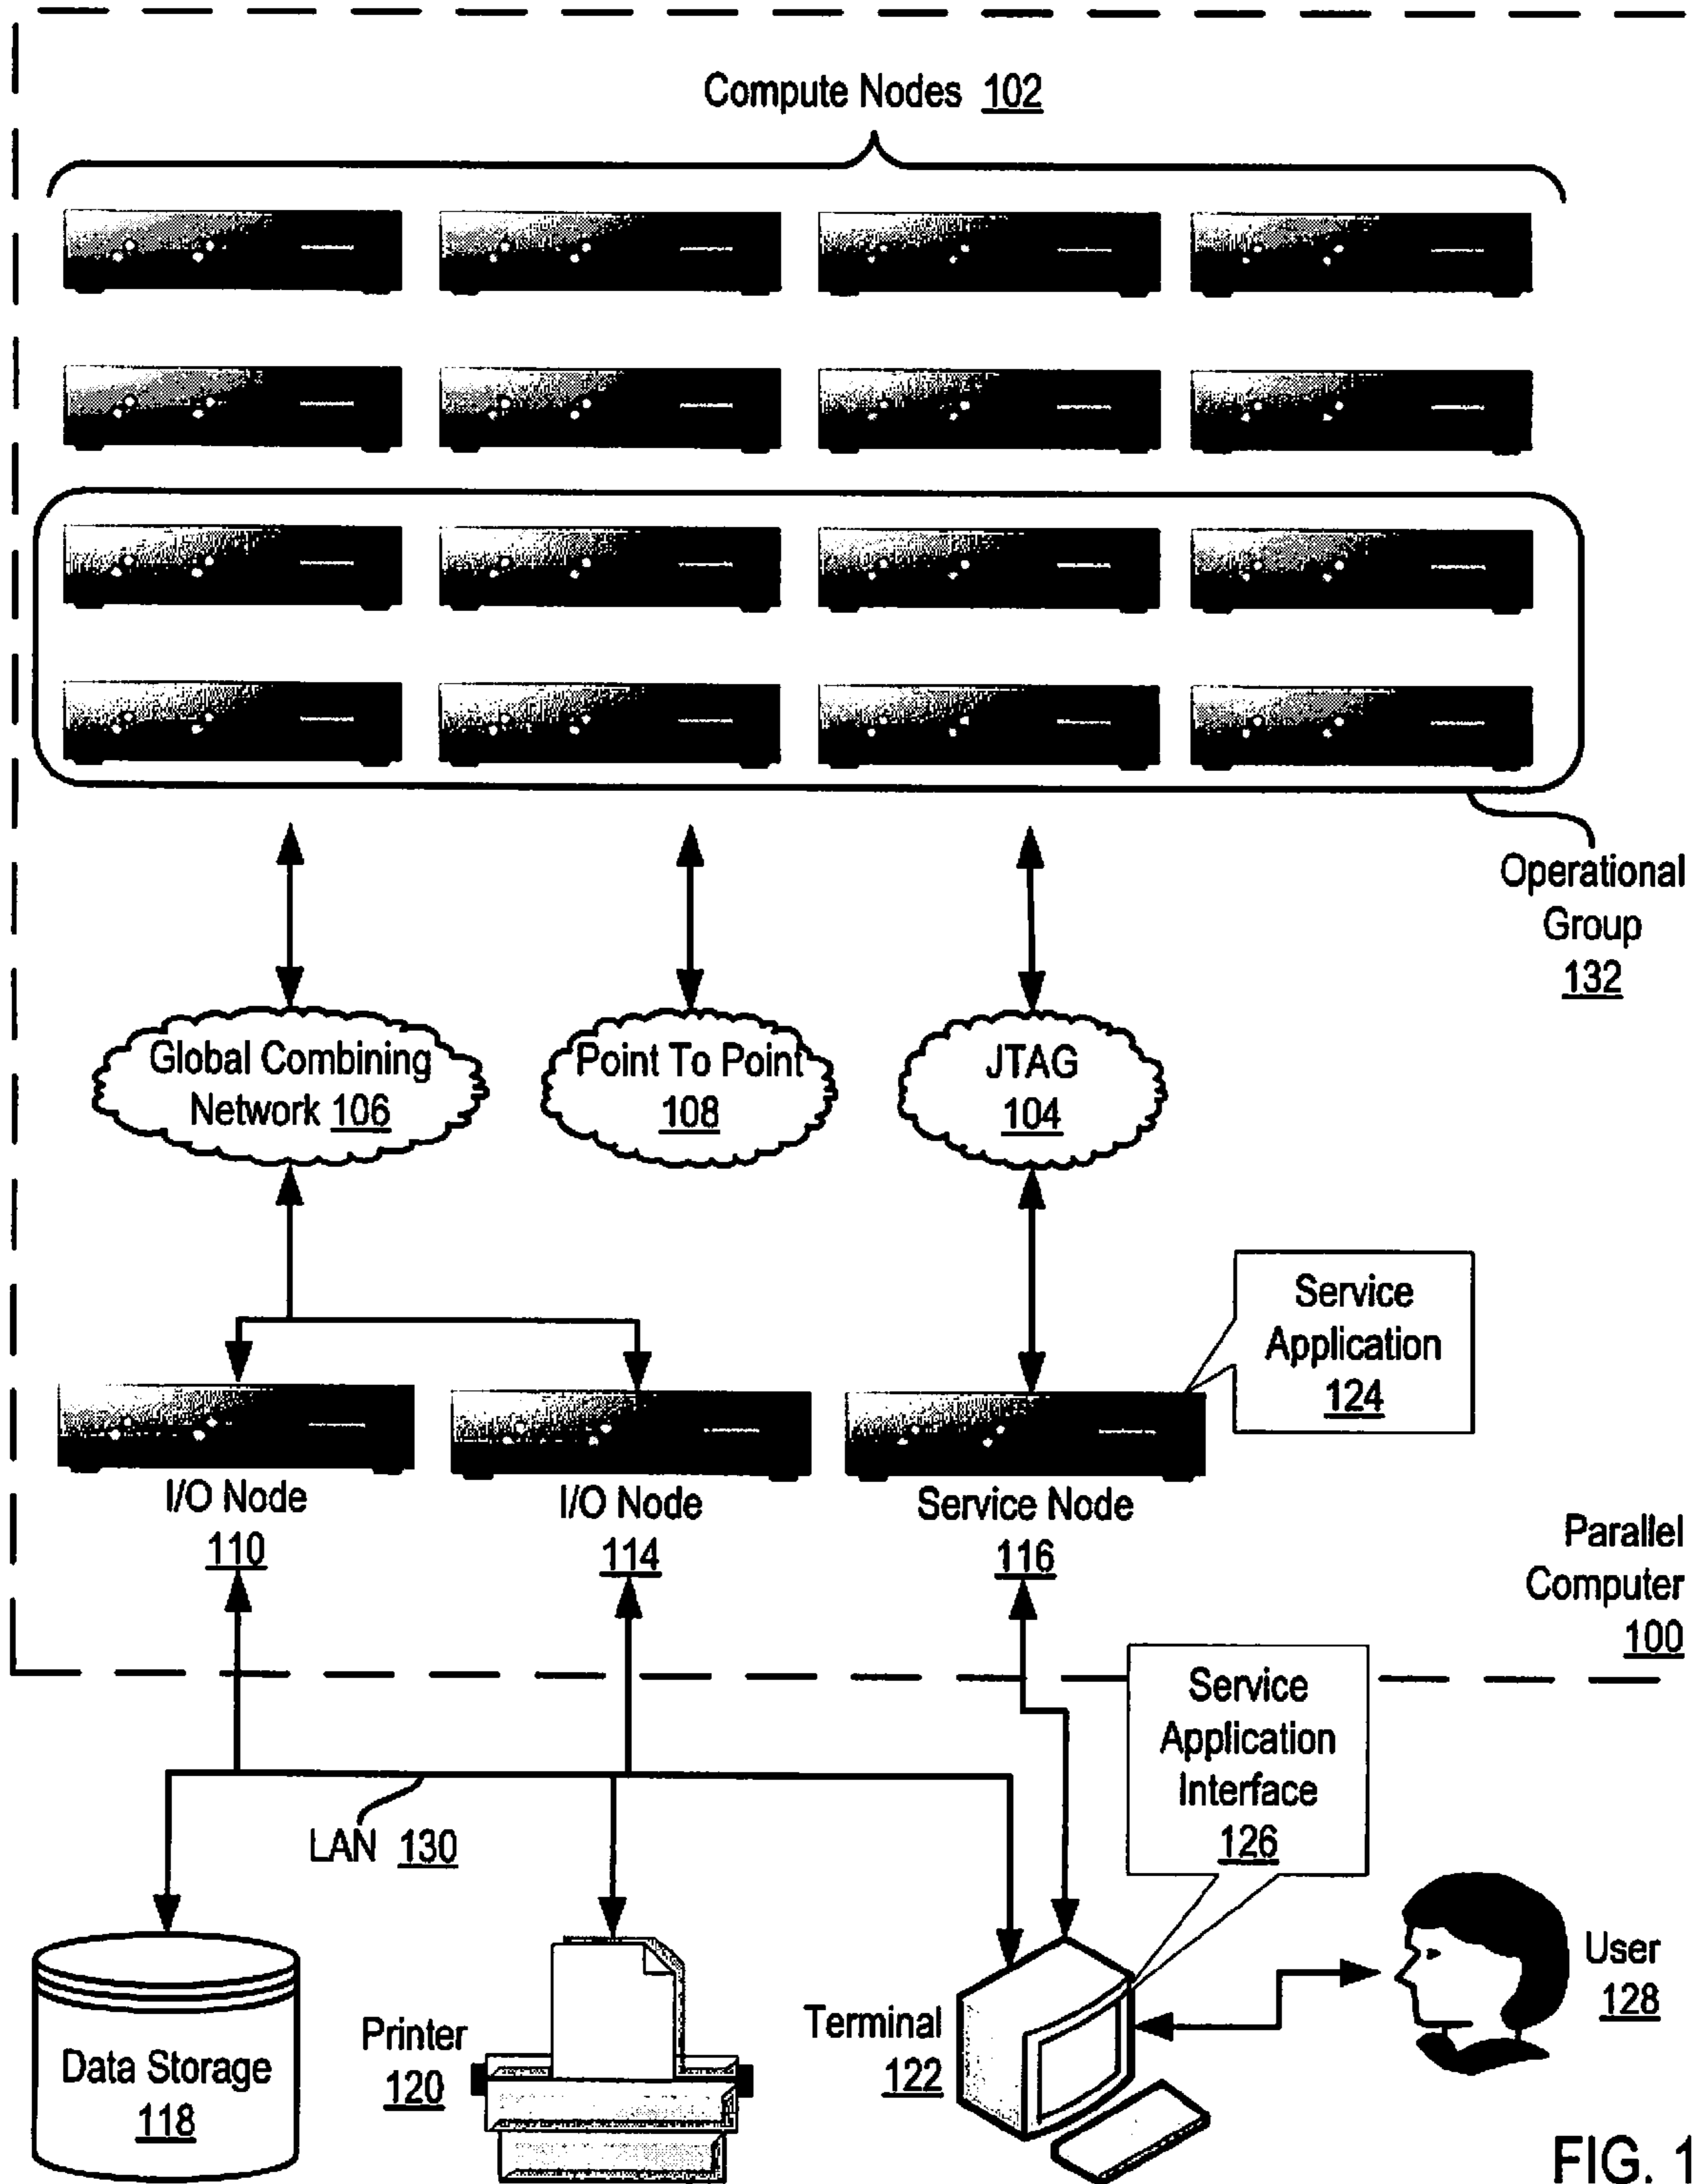 Compute Nodes 102
Operational
Group
132
Global Combining
Network 106
Point To Point
108
JTAG
104
Service
Application
124
I/O Node
110
I/O Node
114
Service Node
116
Parallel
Computer
100
Service
Application
Interface
126
LAN 130
Data Storage
118
Printer
120
Terminal
122
User
128
FIG. 1